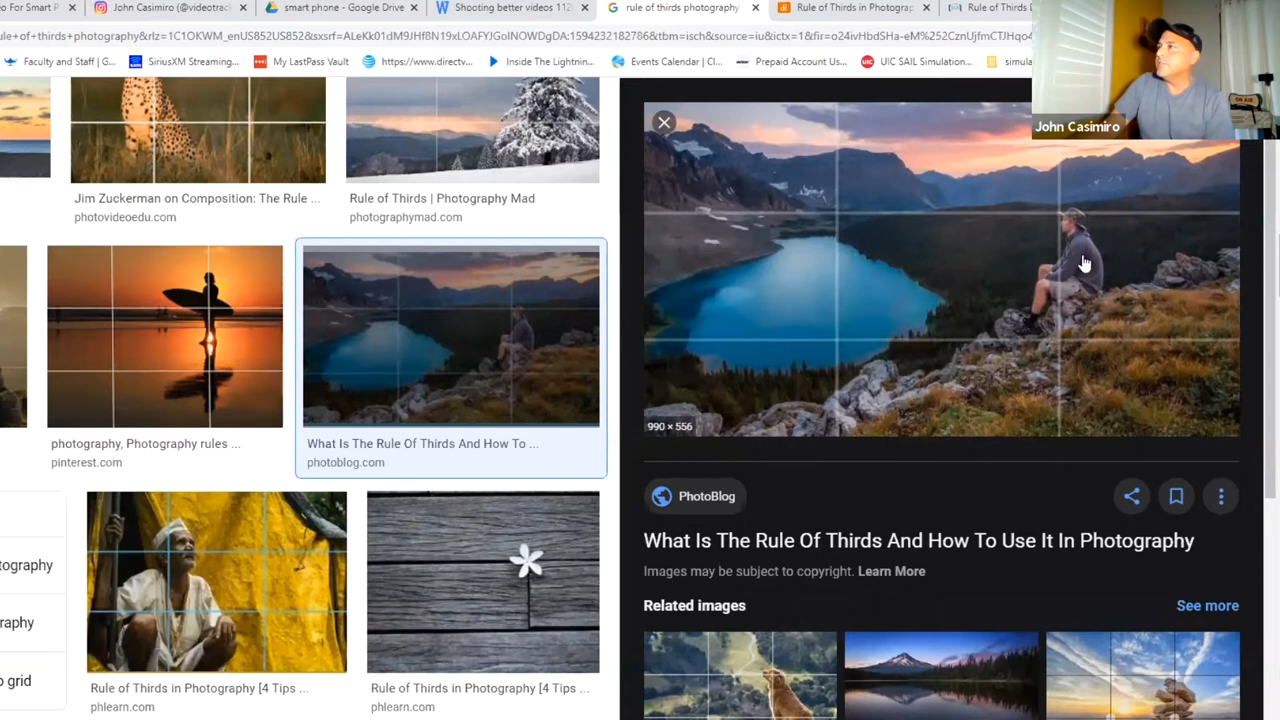 eo For Smart P
John Casimiro (@videotrack
smart phone - Google Drive
Shooting better videos 112
rule of thirds photography
Rule of Thirds in Photograp
Rule of Thirds
Faculty and Staff | G...
SiriusXM Streaming...
My LastPass Vault
https://www.directv...
Inside The Lightnin...
Events Calendar | Cl...
Prepaid Account Us...
UIC SAIL Simulation...
simula
John Casimiro
Jim Zuckerman on Composition: The Rule ...
photovideoedu.com
Rule of Thirds | Photography Mad
photographymad.com
photography, Photography rules ...
pinterest.com
What Is The Rule Of Thirds And How To ...
photoblog.com
990 × 556
PhotoBlog
What Is The Rule Of Thirds And How To Use It In Photography
Images may be subject to copyright. Learn More
Related images
See more
tography
raphy
o grid
Rule of Thirds in Photography [4 Tips ...
phlearn.com
Rule of Thirds in Photography [4 Tips ...
phlearn.com
ON AIR